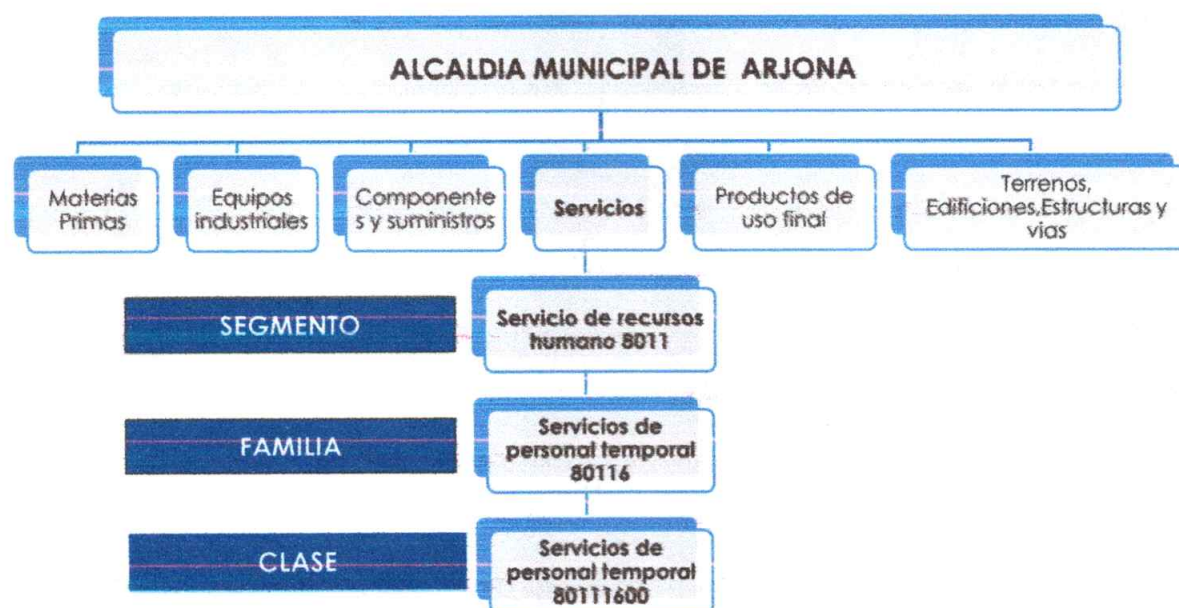 ALCALDIA MUNICIPAL DE ARJONA
Materias
Primas
Equipos
industriales
Componente
s y suministros
Servicios
Productos de
uso final
Terrenos,
Edificiones,Estructuras y
vías
SEGMENTO
Servicio de recursos
humano 8011
FAMILIA
Servicios de
personal temporal
80116
CLASE
Servicios de
personal temporal
80111600